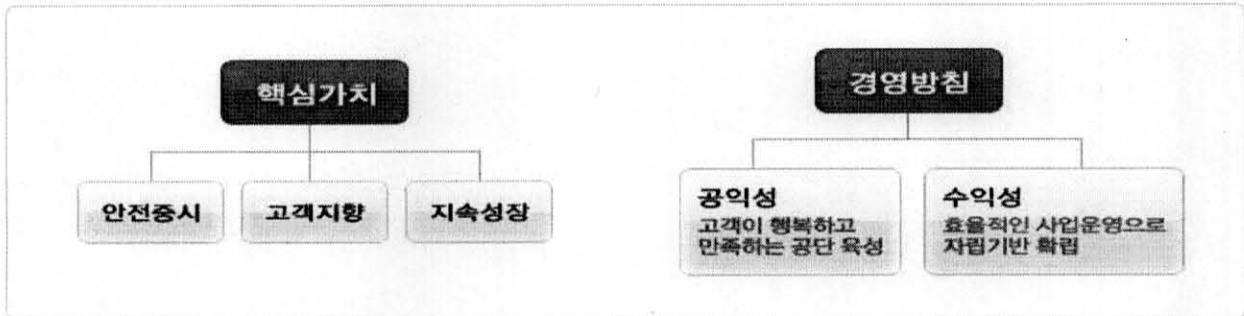 핵심가치
안전중시
고객지향
지속성장
경영방침
공익성
고객이 행복하고
만족하는 공단 육성
수익성
효율적인 사업운영으로
자립기반 확립